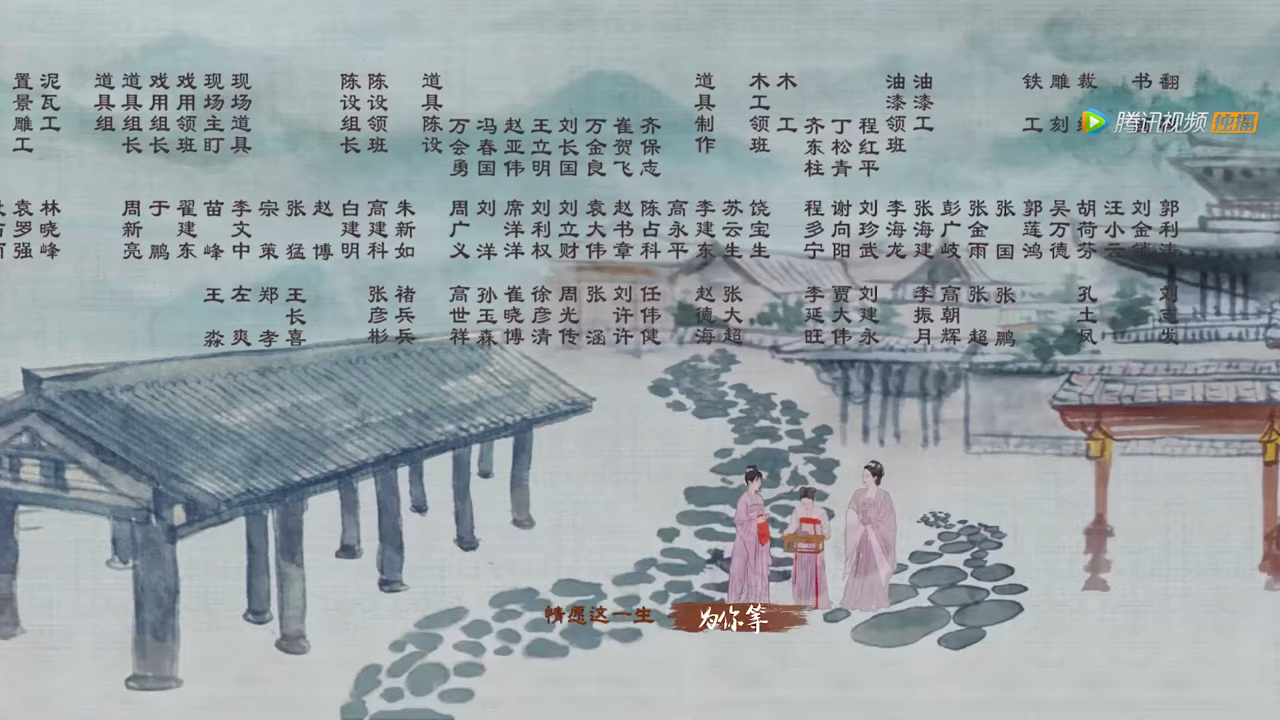 翻
书
裁
雕刻
铁工
油漆工
油漆领班
程红平
丁松青
齐东柱
木工
木工领班
道具制作
齐保志
崔贺飞
万金良
刘长国
王立明
赵亚伟
冯春国
万会勇
道具陈设
陈设领班
陈设组长
现场道具
现场主盯
戏用领班
戏用组长
道具组长
道具组
泥瓦工
置景雕工
郭利
刘金
汪小云
胡荷芬
吴万德
郭莲鸿
张国
张金雨
彭广岐
张海建
李海龙
刘珍武
谢向阳
程多宁
饶宝生
苏云生
李建东
高永平
陈占科
赵书章
袁大伟
刘立财
刘利权
席洋洋
刘洋
周广义
朱新如
高建科
白建明
赵博
张猛
宗策
李文中
苗峰
翟建东
于鹏
周新亮
林晓峰
袁罗强
刘志发
孔土凤
张鹏
张超
高朝辉
李振月
刘建永
贾大伟
李延旺
张大超
赵德海
任伟健
刘许许
张涵
周光传
徐彦清
崔晓博
孙玉森
高世祥
褚兵兵
张彦彬
王长喜
郑孝
左爽
王淼
腾讯视频 独播
情愿这一生 为你等